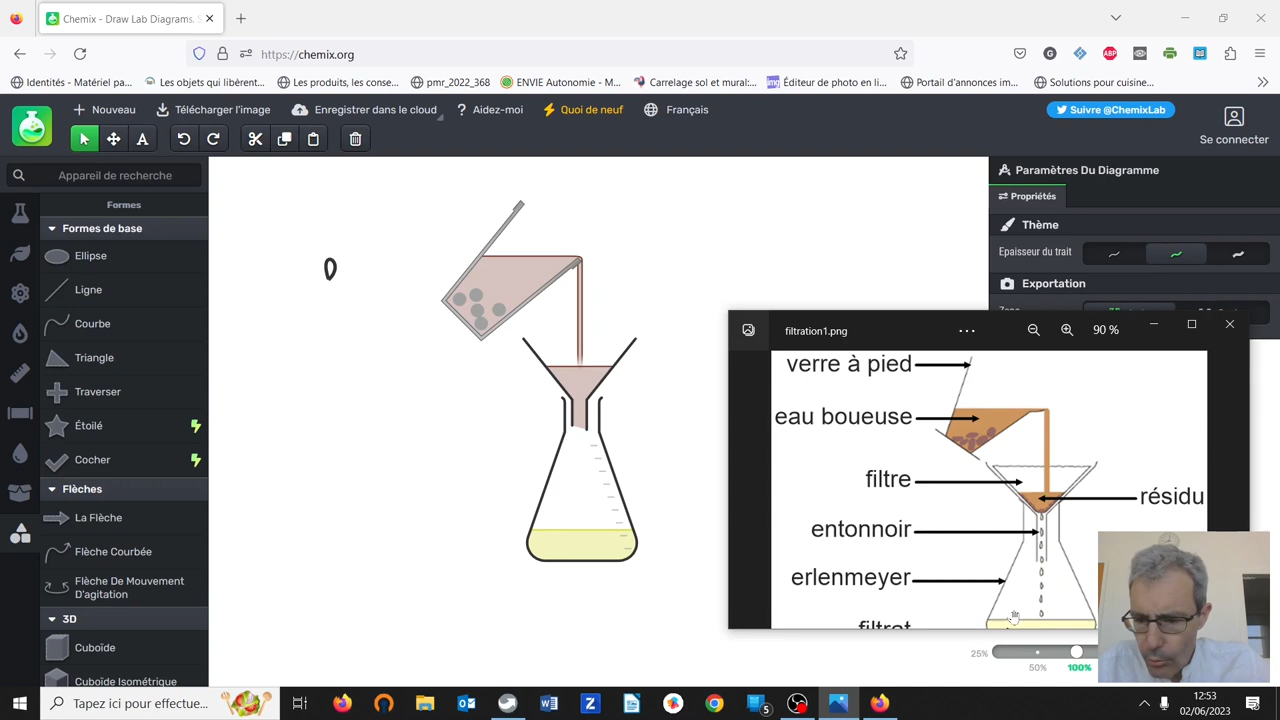 Chemix - Draw Lab Diagrams. S
https://chemix.org
Identités - Matériel pa...
Les objets qui libèrent...
Les produits, les conse...
pmr_2022_368
ENVIE Autonomie - M...
Carrelage sol et mural:...
Éditeur de photo en li...
Portail d'annonces im...
Solutions pour cuisine...
Nouveau
Télécharger l'image
Enregistrer dans le cloud
Aidez-moi
Quoi de neuf
Français
Suivre @ChemixLab
Se connecter
Appareil de recherche
Formes
Formes de base
Ellipse
Ligne
Courbe
Triangle
Traverser
Étoilé
Cocher
Flèches
La Flèche
Flèche Courbée
Flèche De Mouvement
D'agitation
3D
Cuboïde
Cuboïde Isométrique
Paramètres Du Diagramme
Propriétés
Thème
Epaisseur du trait
Exportation
filtration1.png
90 %
verre à pied
eau boueuse
filtre
résidu
entonnoir
erlenmeyer
filtrat
25%
50%
100%
Tapez ici pour effectue...
5
12:53
02/06/2023